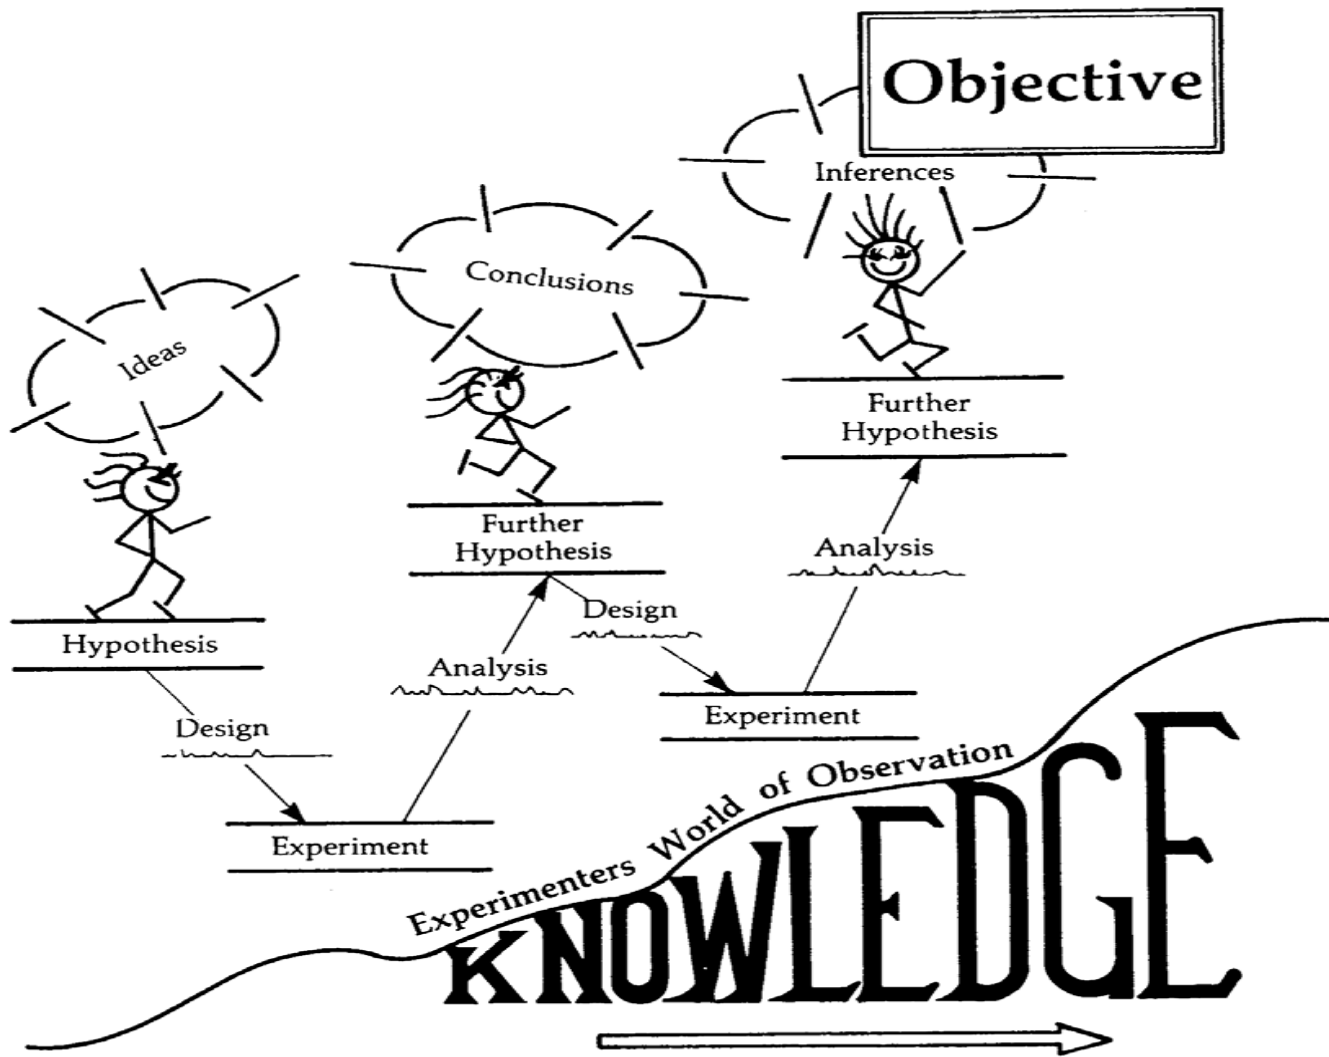 Objective
Inferences
Conclusions
Ideas
Further
Hypothesis
Further
Hypothesis
Hypothesis
Analysis
Design
Analysis
Design
Experiment
Experiment
Experimenters World of Observation
KNOWLEDGE